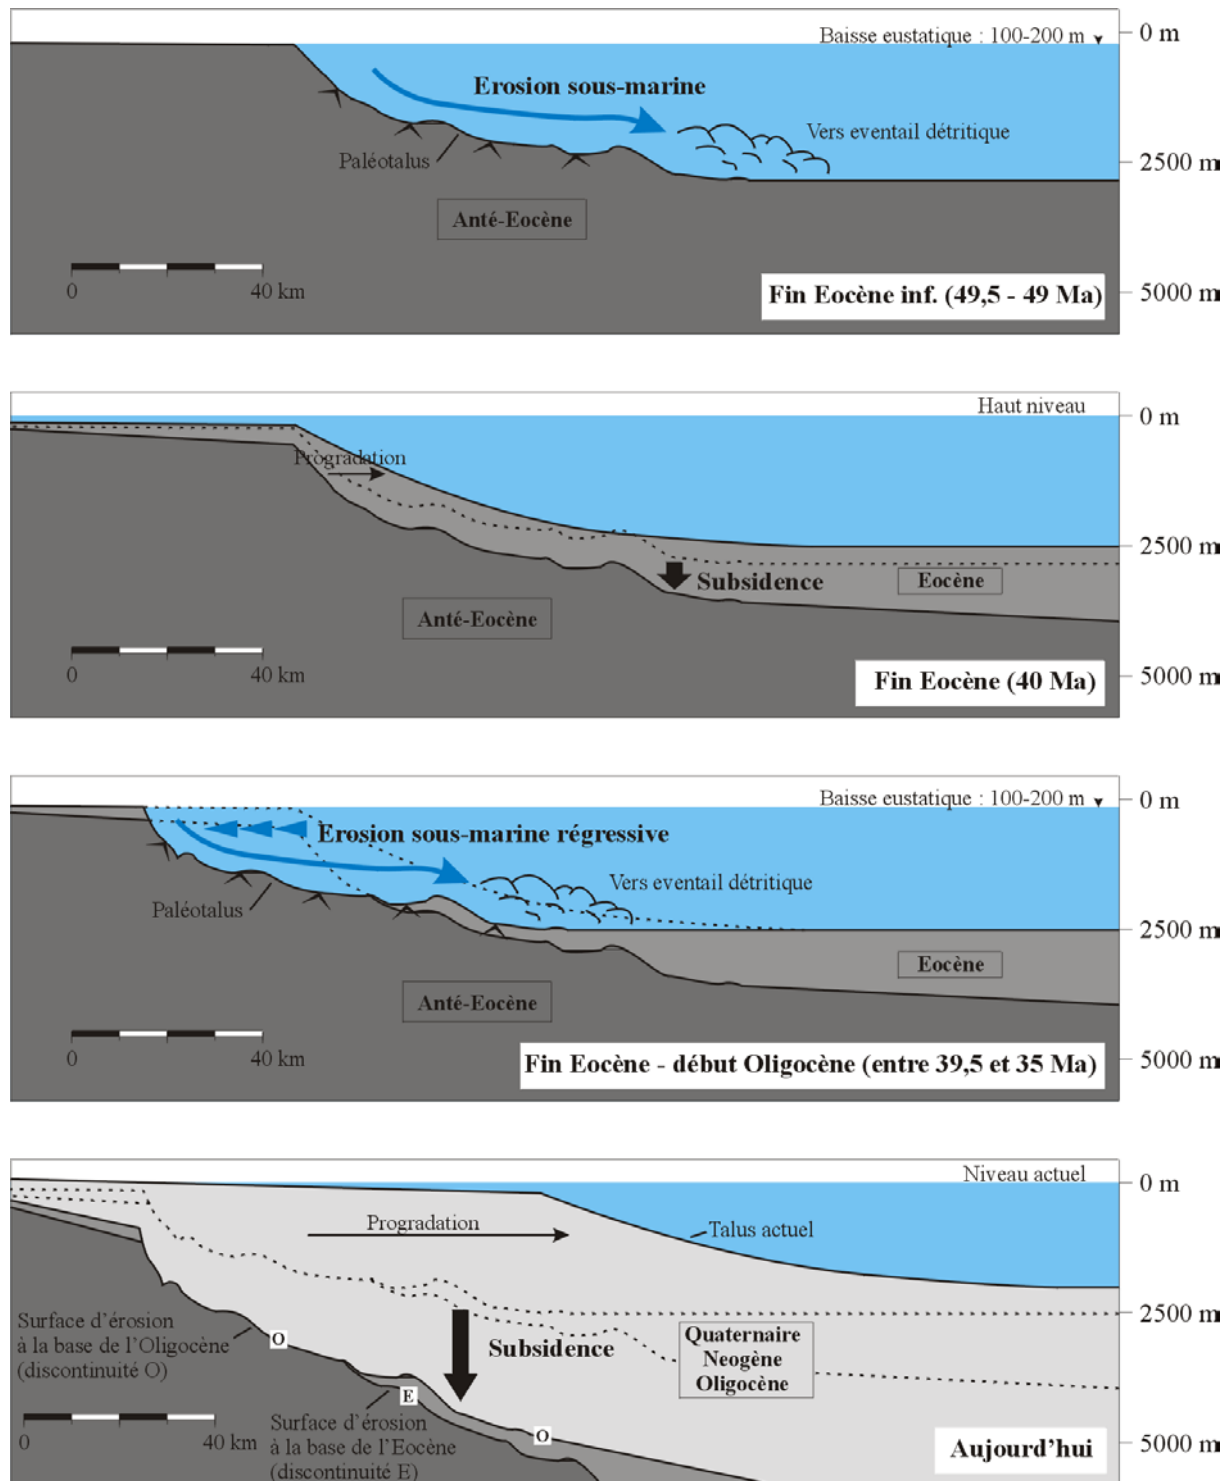 Baisse eustatique : 100-200 m
0 m
Erosion sous-marine
Vers eventail détritique
Paléotalus
2500 m
Anté-Eocène
0 40 km
Fin Eocène inf. (49,5 - 49 Ma)
5000 m
Haut niveau
0 m
Progradation
2500 m
Subsidence
Eocène
Anté-Eocène
0 40 km
Fin Eocène (40 Ma)
5000 m
Baisse eustatique : 100-200 m
0 m
Erosion sous-marine régressive
Vers eventail détritique
Paléotalus
2500 m
Eocène
Anté-Eocène
0 40 km
Fin Eocène - début Oligocène (entre 39,5 et 35 Ma)
5000 m
Niveau actuel
0 m
Progradation
Talus actuel
2500 m
Surface d'érosion
à la base de l'Oligocène
(discontinuité O)
O
Subsidence
Quaternaire
Neogène
Oligocène
E
O
0 40 km
Surface d'érosion
à la base de l'Eocène
(discontinuité E)
Aujourd'hui
5000 m